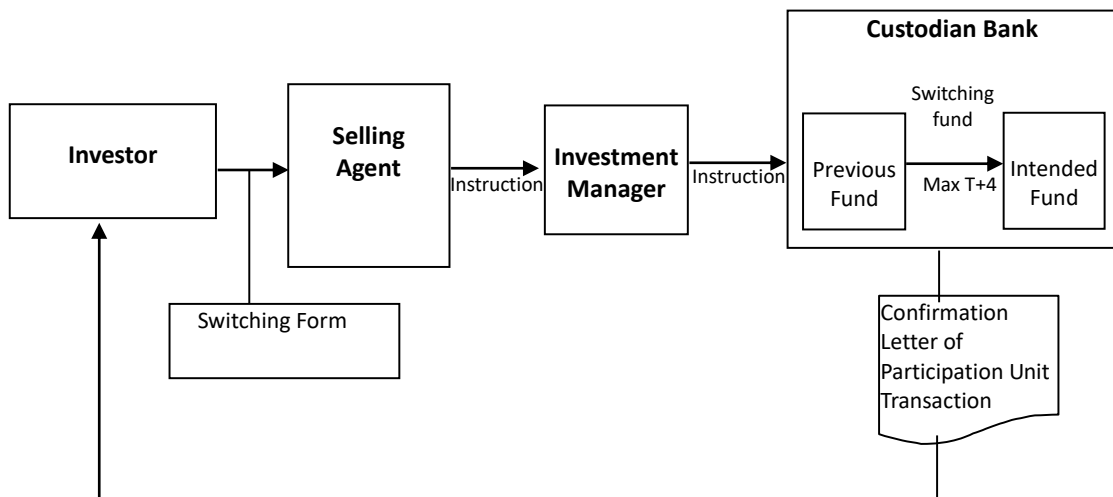 Custodian Bank
Investor
Selling
Agent
Instruction
Investment
Manager
Instruction
Switching
fund
Previous
Fund
Max T+4
Intended
Fund
Switching Form
Confirmation
Letter of
Participation Unit
Transaction